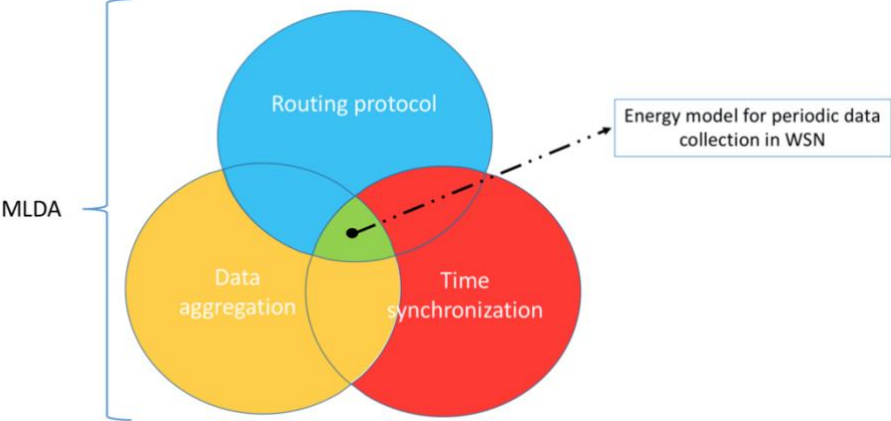 Routing protocol
Energy model for periodic data
collection in WSN
MLDA
Data
aggregation
Time
synchronization